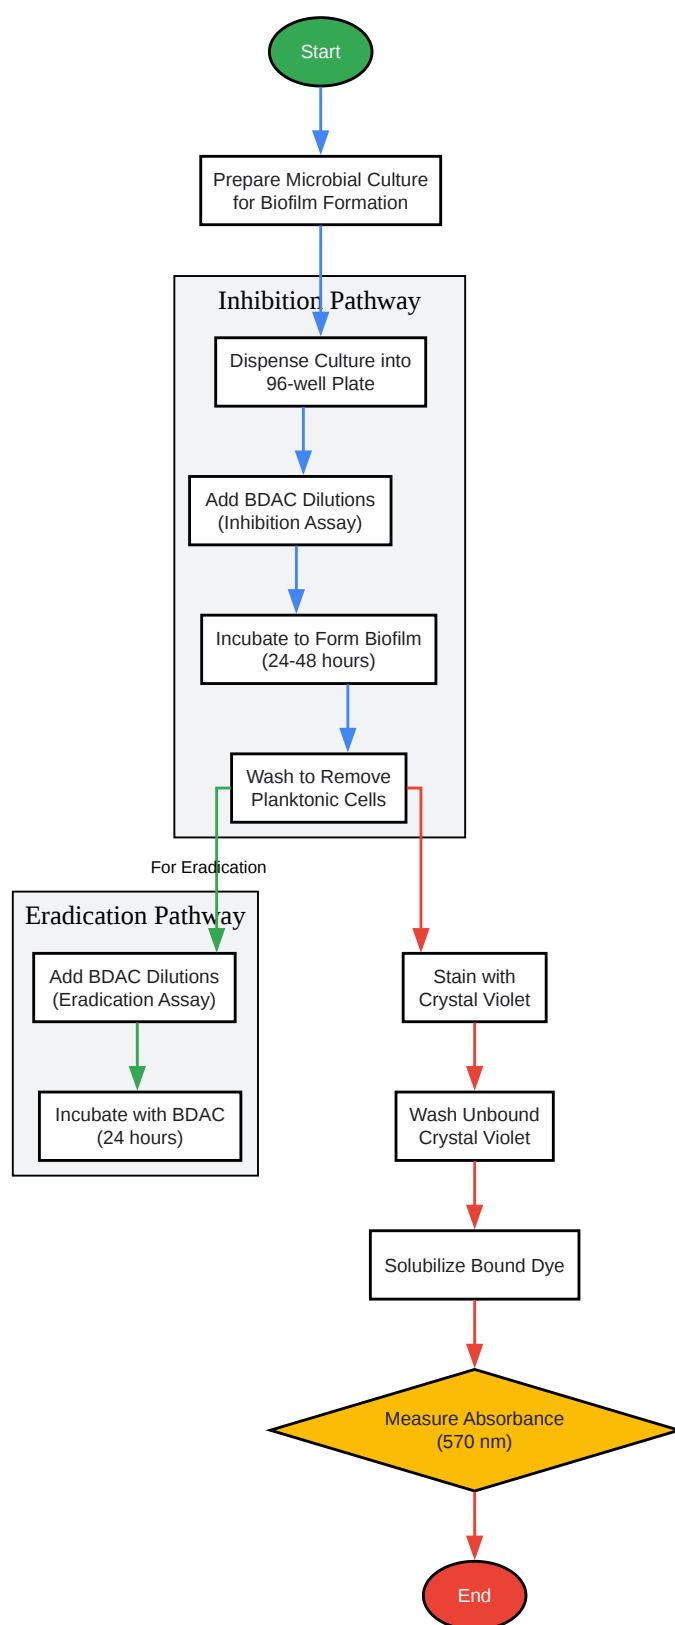 Start
Prepare Microbial Culture
for Biofilm Formation
Inhibition Pathway
Dispense Culture into
96-well Plate
Add BDAC Dilutions
(Inhibition Assay)
Incubate to Form Biofilm
(24-48 hours)
Wash to Remove
Planktonic Cells
For Eradication
Eradication Pathway
Add BDAC Dilutions
(Eradication Assay)
Incubate with BDAC
(24 hours)
Stain with
Crystal Violet
Wash Unbound
Crystal Violet
Solubilize Bound Dye
Measure Absorbance
(570 nm)
End